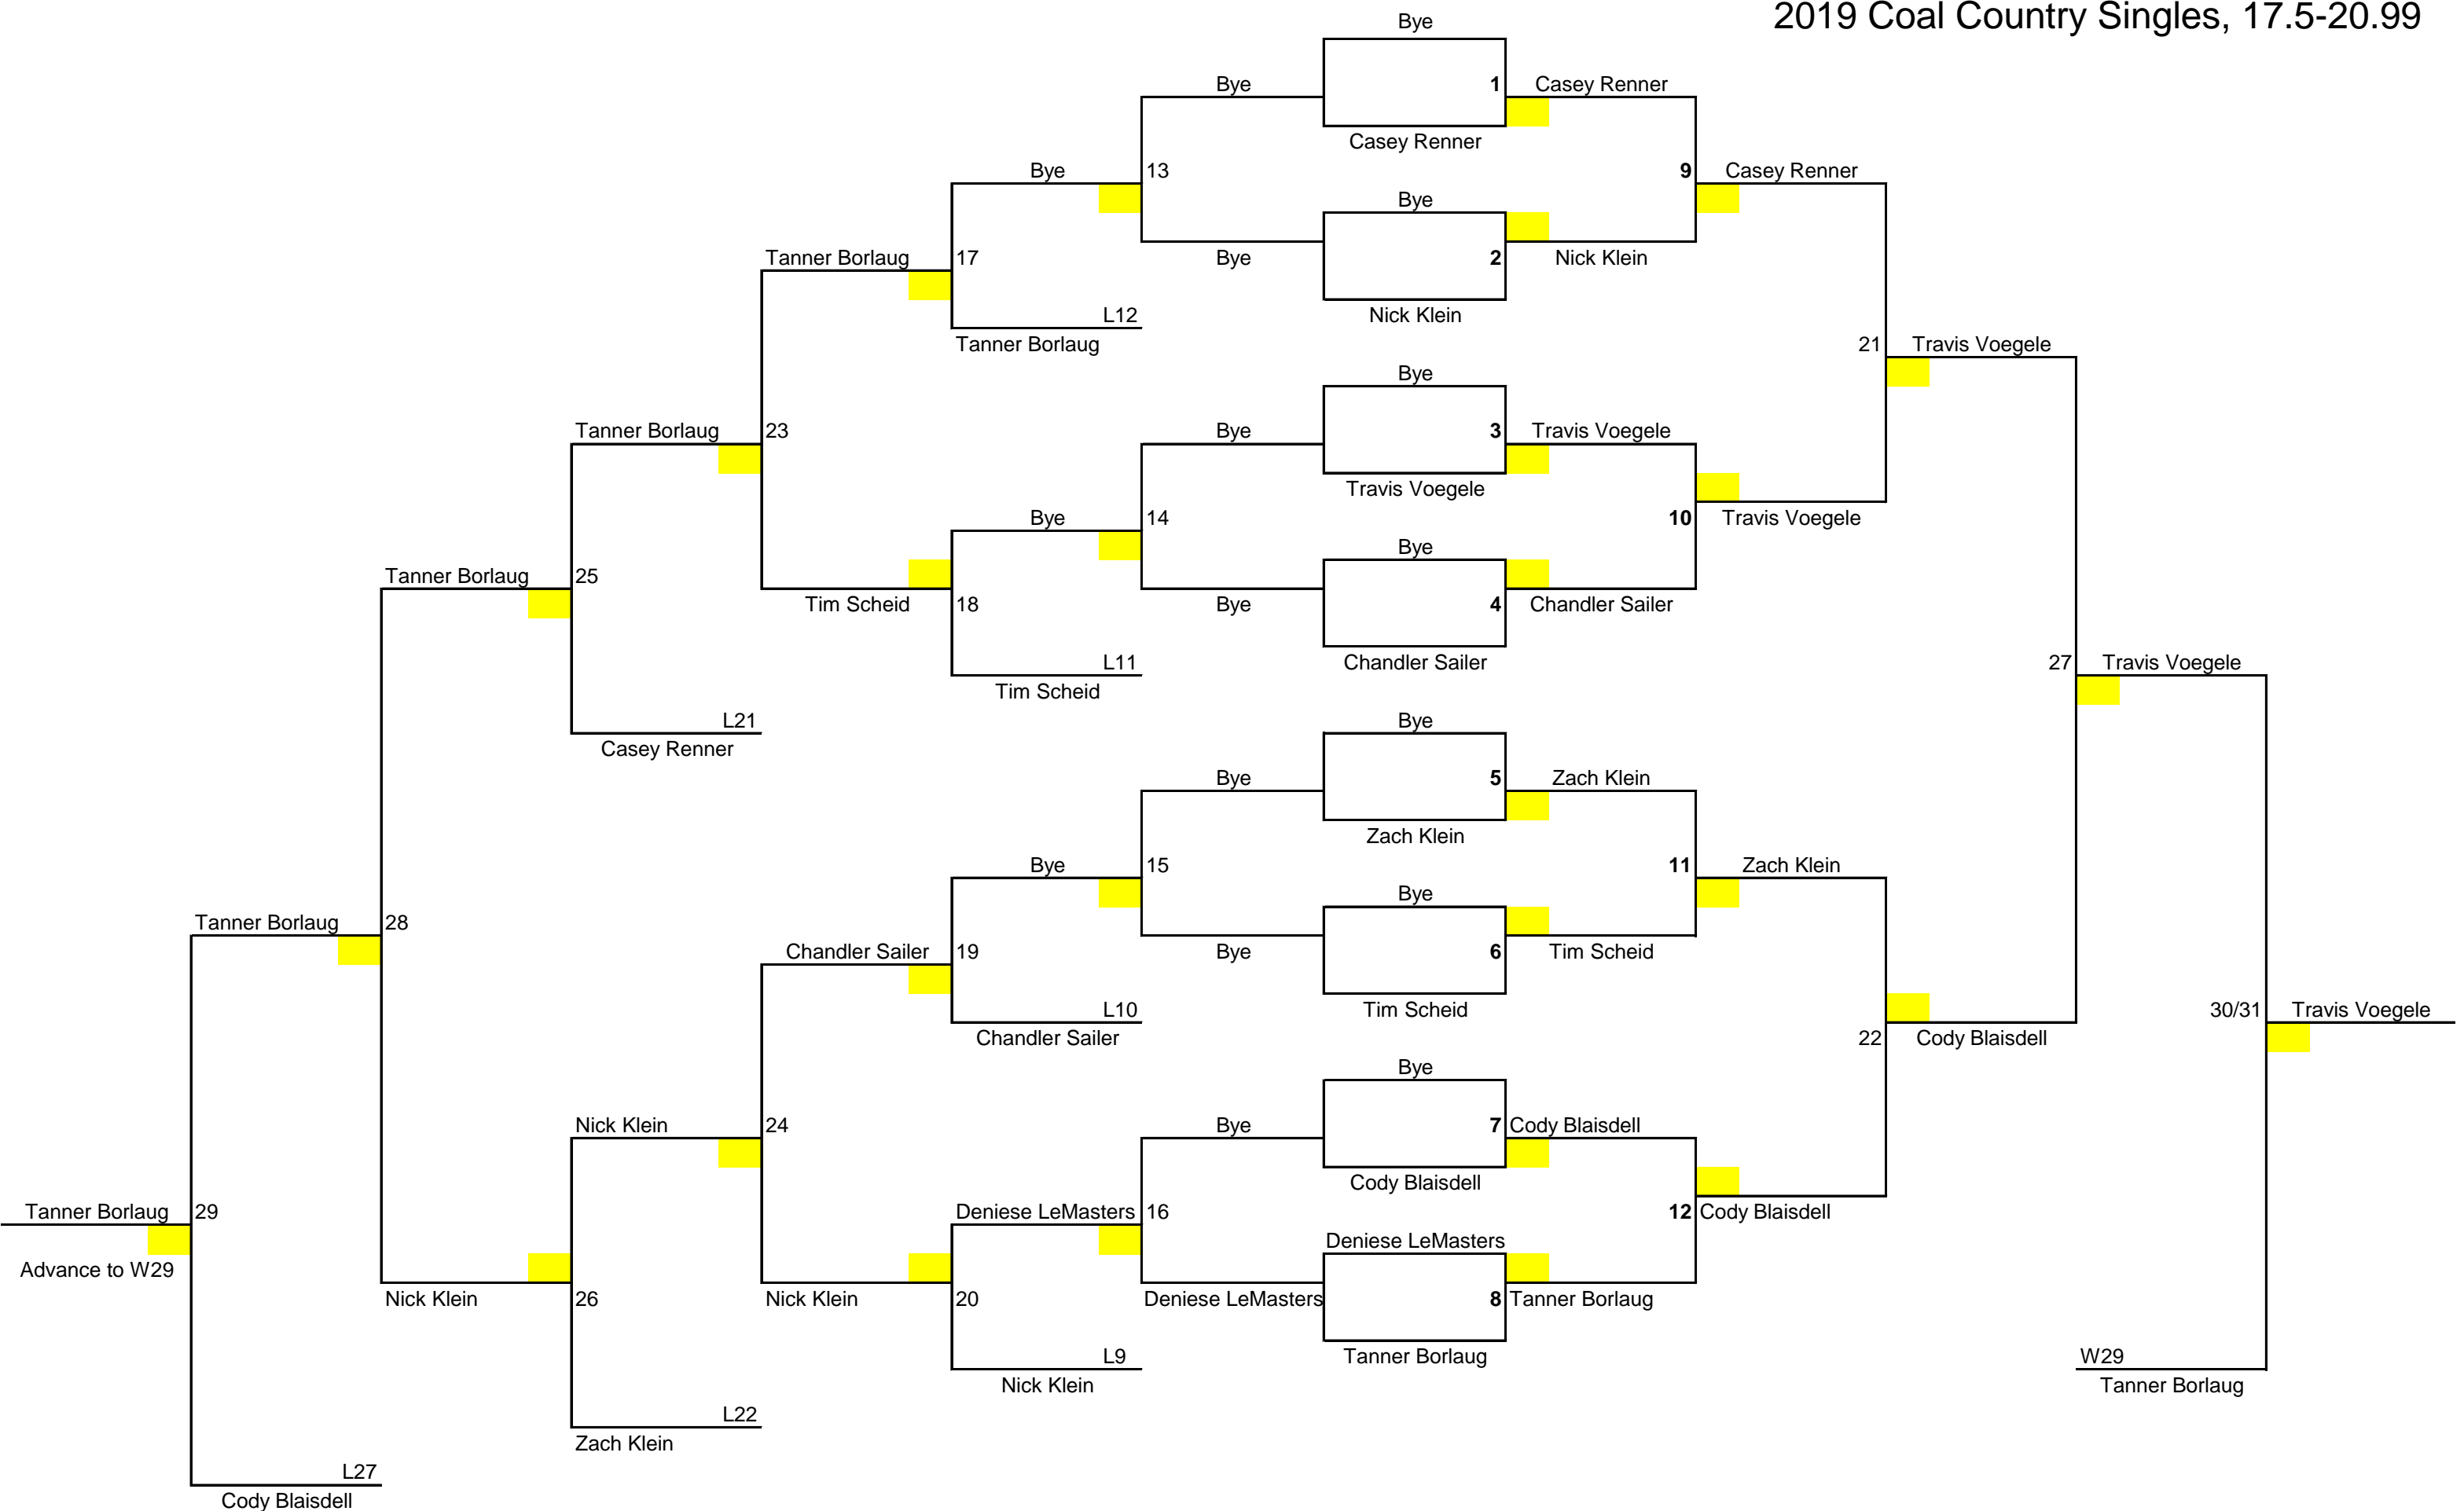 2019 Coal Country Singles, 17.5-20.99
Bye
Bye 1 Casey Renner
Casey Renner
Bye 13 9 Casey Renner
Bye
Tanner Borlaug 17 Bye 2 Nick Klein
L12 Nick Klein
Tanner Borlaug 21 Travis Voegele
Bye
Tanner Borlaug 23 Bye 3 Travis Voegele
Travis Voegele
Bye 14 10 Travis Voegele
Bye
Tanner Borlaug 25
Tim Scheid 18 Bye 4 Chandler Sailer
L11 Chandler Sailer 27 Travis Voegele
Tim Scheid
L21 Bye
Casey Renner
Bye 5 Zach Klein
Zach Klein
Bye 15 11 Zach Klein
Bye
Tanner Borlaug 28
Chandler Sailer 19 Bye 6 Tim Scheid
L10 Tim Scheid 30/31 Travis Voegele
Chandler Sailer 22 Cody Blaisdell
Bye
Nick Klein 24 Bye 7 Cody Blaisdell
Cody Blaisdell
Tanner Borlaug 29 Deniese LeMasters 16 12 Cody Blaisdell
Deniese LeMasters
Advance to W29
Nick Klein 26 Nick Klein 20 Deniese LeMasters 8 Tanner Borlaug
L9 Tanner Borlaug W29
Nick Klein Tanner Borlaug
L22
Zach Klein
L27
Cody Blaisdell